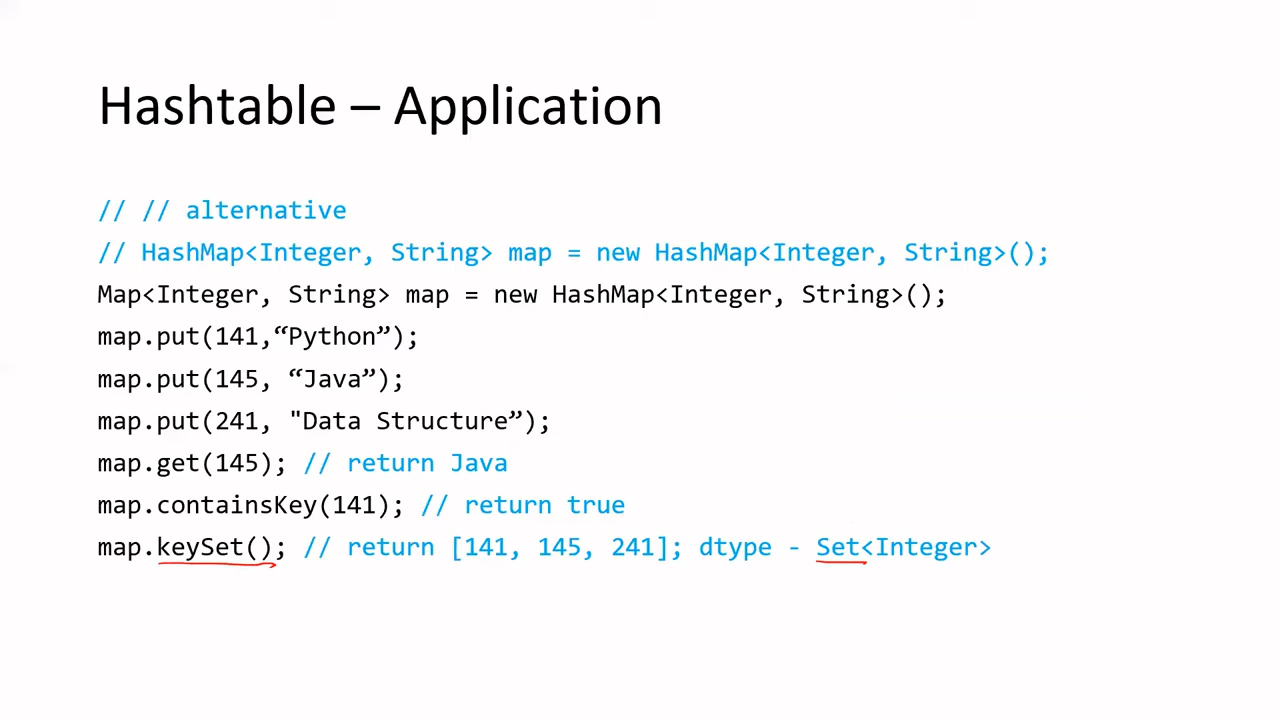 Hashtable – Application
// // alternative
// HashMap<Integer, String> map = new HashMap<Integer, String>();
Map<Integer, String> map = new HashMap<Integer, String>();
map.put(141,“Python”);
map.put(145, “Java”);
map.put(241, "Data Structure”);
map.get(145); // return Java
map.containsKey(141); // return true
map.keySet(); // return [141, 145, 241]; dtype - Set<Integer>